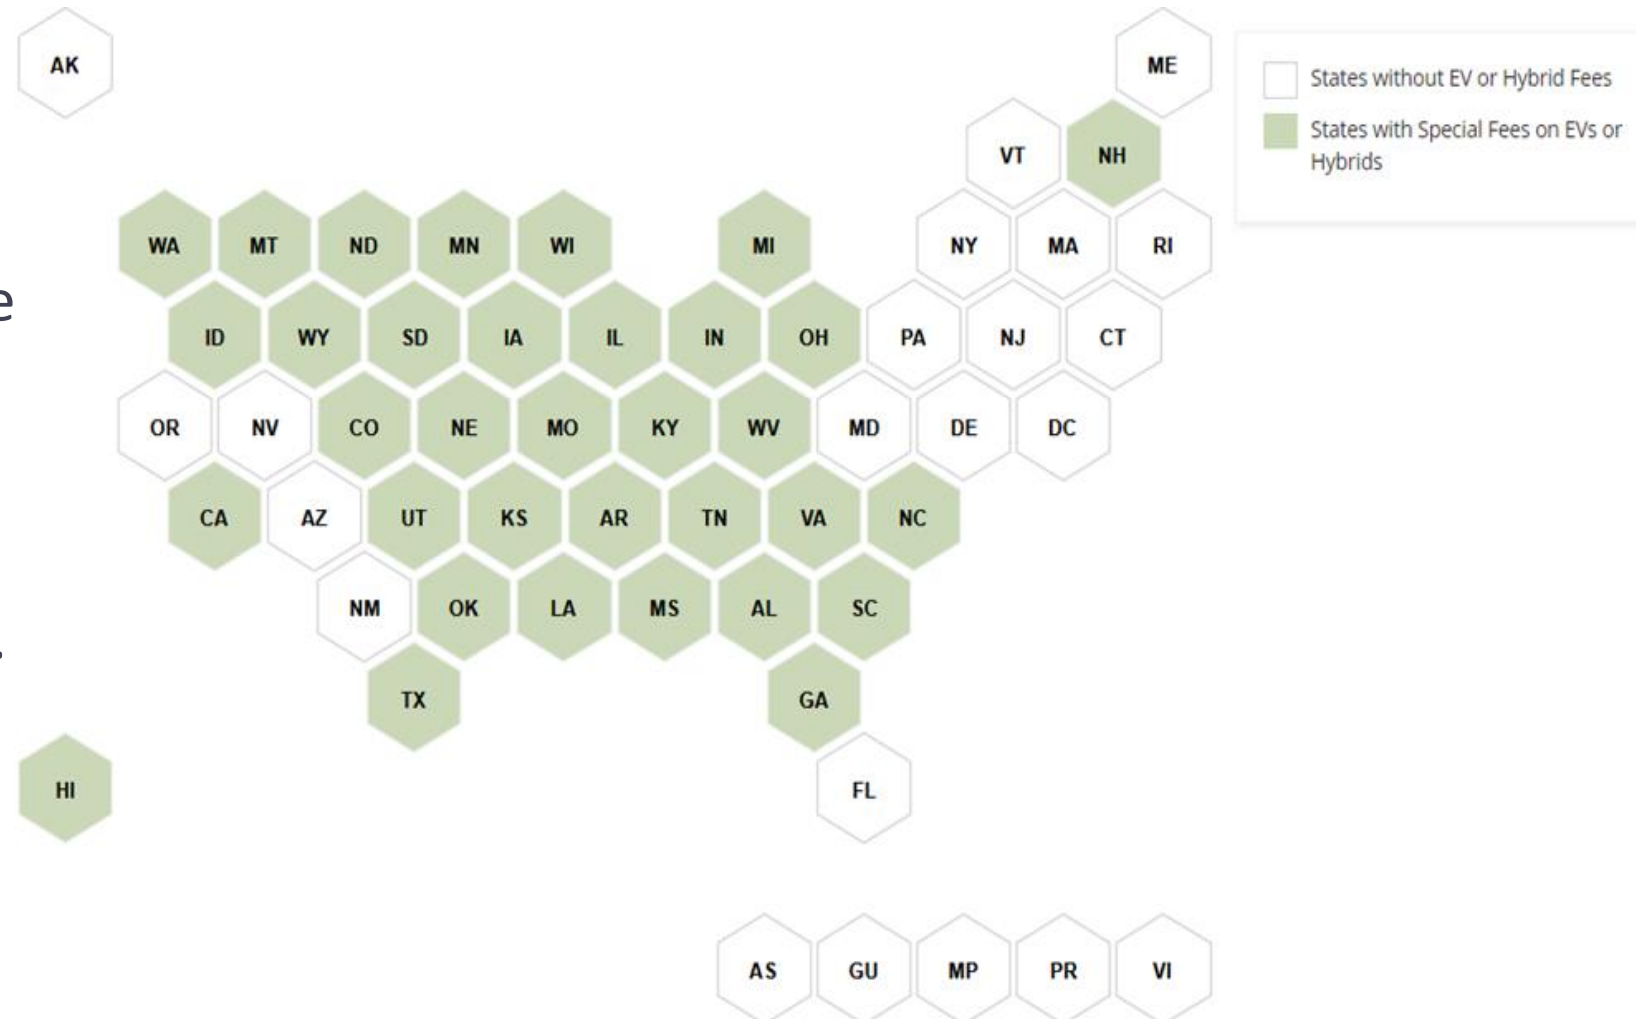 AK
ME
States without EV or Hybrid Fees
States with Special Fees on EVs or
Hybrids
VT NH
WA MT ND MN WI MI NY MA RI
e
ID WY SD IA IL IN OH PA NJ CT
OR NV CO NE MO KY WV MD DE DC
CA AZ UT KS AR TN VA NC
NM OK LA MS AL SC
.
TX GA
HI FL
AS GU MP PR VI